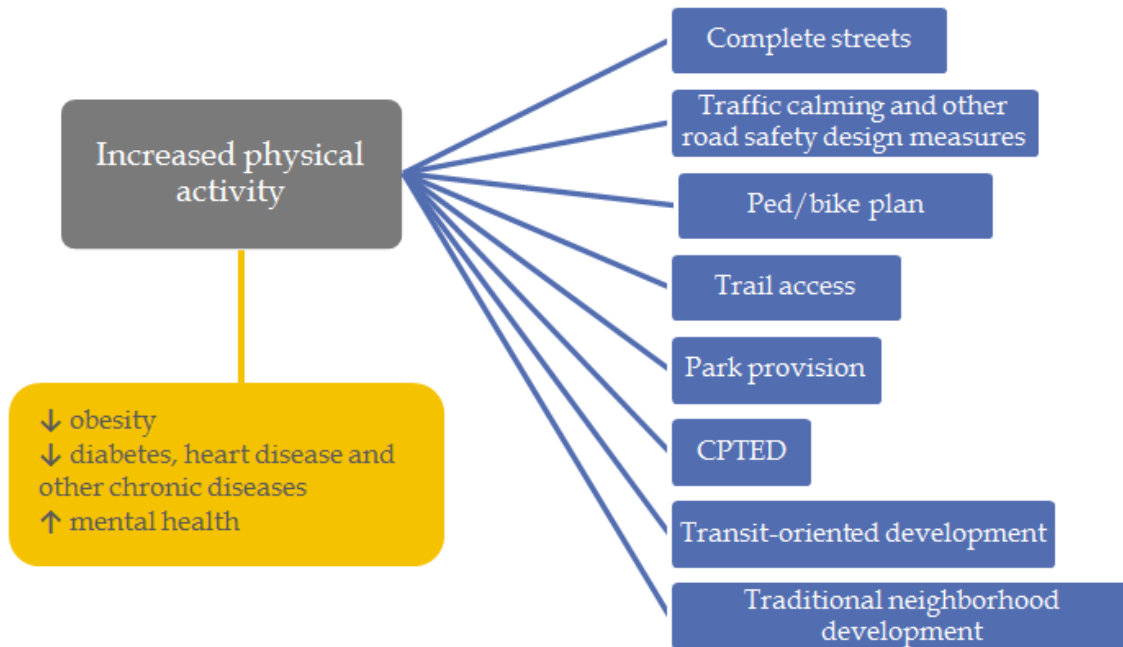 Increased physical
activity
↓ obesity
↓ diabetes, heart disease and
other chronic diseases
↑ mental health
Complete streets
Traffic calming and other
road safety design measures
Ped/bike plan
Trail access
Park provision
CPTED
Transit-oriented development
Traditional neighborhood
development